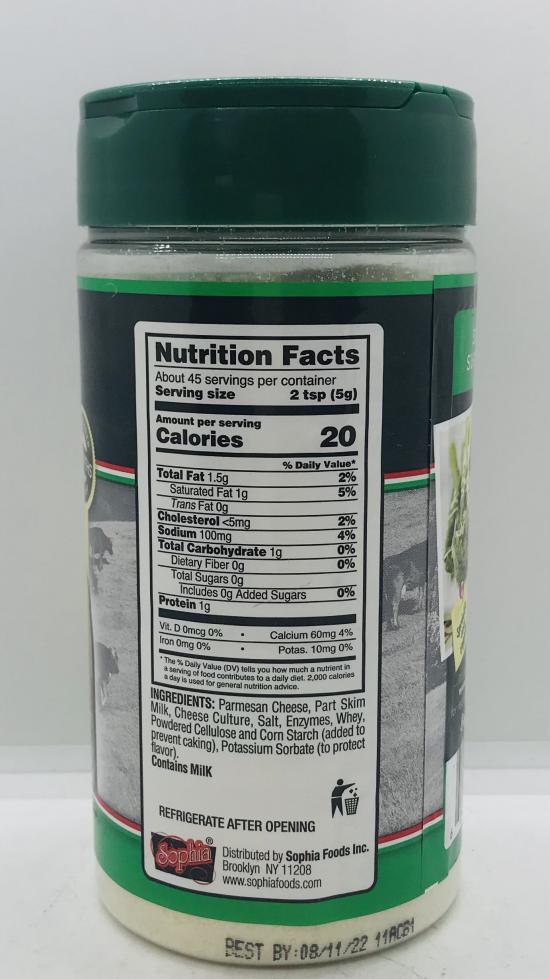 Nutrition Facts
About 45 servings per container
Serving size 2 tsp (5g)
Amount per serving
Calories 20
% Daily Value*
Total Fat 1.5g 2%
Saturated Fat 1g 5%
Trans Fat 0g
Cholesterol <5mg 2%
Sodium 100mg 4%
Total Carbohydrate 1g 0%
Dietary Fiber 0g 0%
Total Sugars 0g
Includes 0g Added Sugars 0%
Protein 1g
Vit. D 0mcg 0% • Calcium 60mg 4%
Iron 0mg 0% • Potas. 10mg 0%
* The % Daily Value (DV) tells you how much a nutrient in
a serving of food contributes to a daily diet. 2,000 calories
a day is used for general nutrition advice.
INGREDIENTS: Parmesan Cheese, Part Skim
Milk, Cheese Culture, Salt, Enzymes, Whey,
Powdered Cellulose and Corn Starch (added to
prevent caking), Potassium Sorbate (to protect
flavor).
Contains MilK
REFRIGERATE AFTER OPENING
Sophia®
Distributed by Sophia Foods Inc.
Brooklyn NY 11208
www.sophiafoods.com
BEST BY:08/11/22